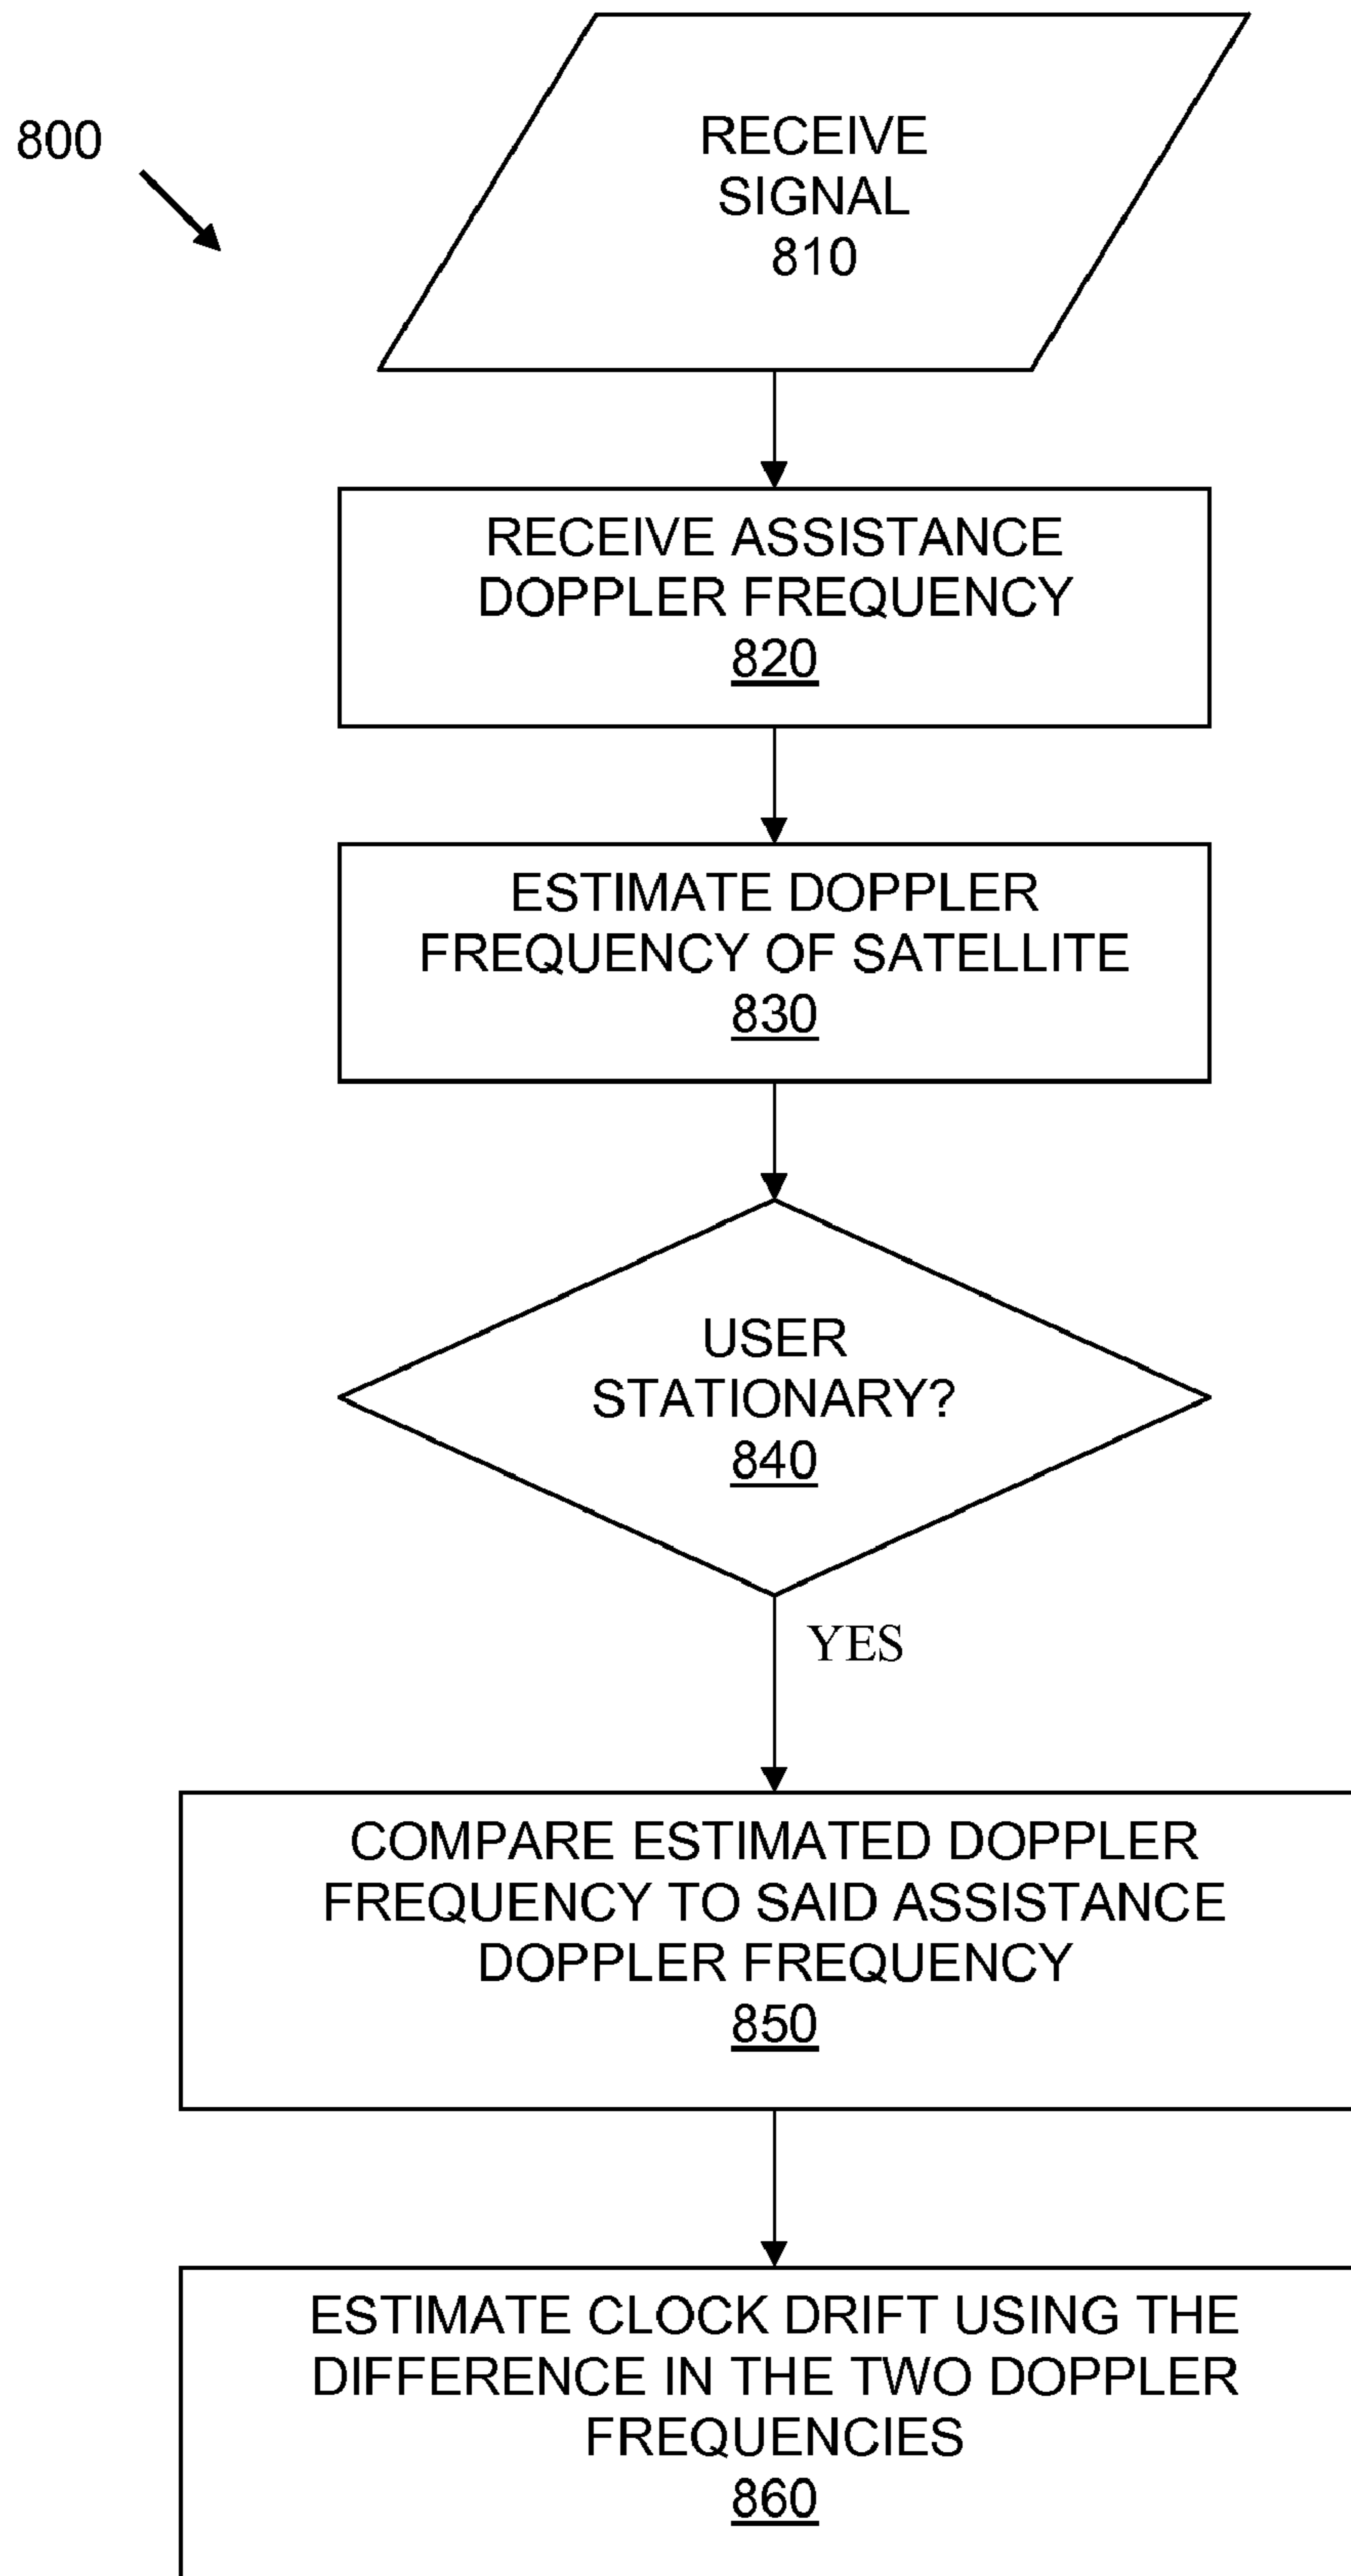 800
RECEIVE
SIGNAL
810
RECEIVE ASSISTANCE
DOPPLER FREQUENCY
820
ESTIMATE DOPPLER
FREQUENCY OF SATELLITE
830
USER
STATIONARY?
840
YES
COMPARE ESTIMATED DOPPLER
FREQUENCY TO SAID ASSISTANCE
DOPPLER FREQUENCY
850
ESTIMATE CLOCK DRIFT USING THE
DIFFERENCE IN THE TWO DOPPLER
FREQUENCIES
860